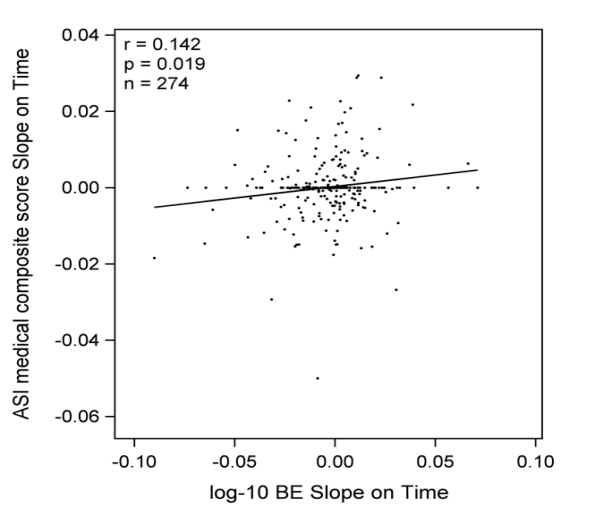 r = 0.142
p = 0.019
n = 274
0.04
0.02
0.00
-0.02
-0.04
-0.06
ASI medical composite score Slope on Time
-0.10 -0.05 0.00 0.05 0.10
log-10 BE Slope on Time